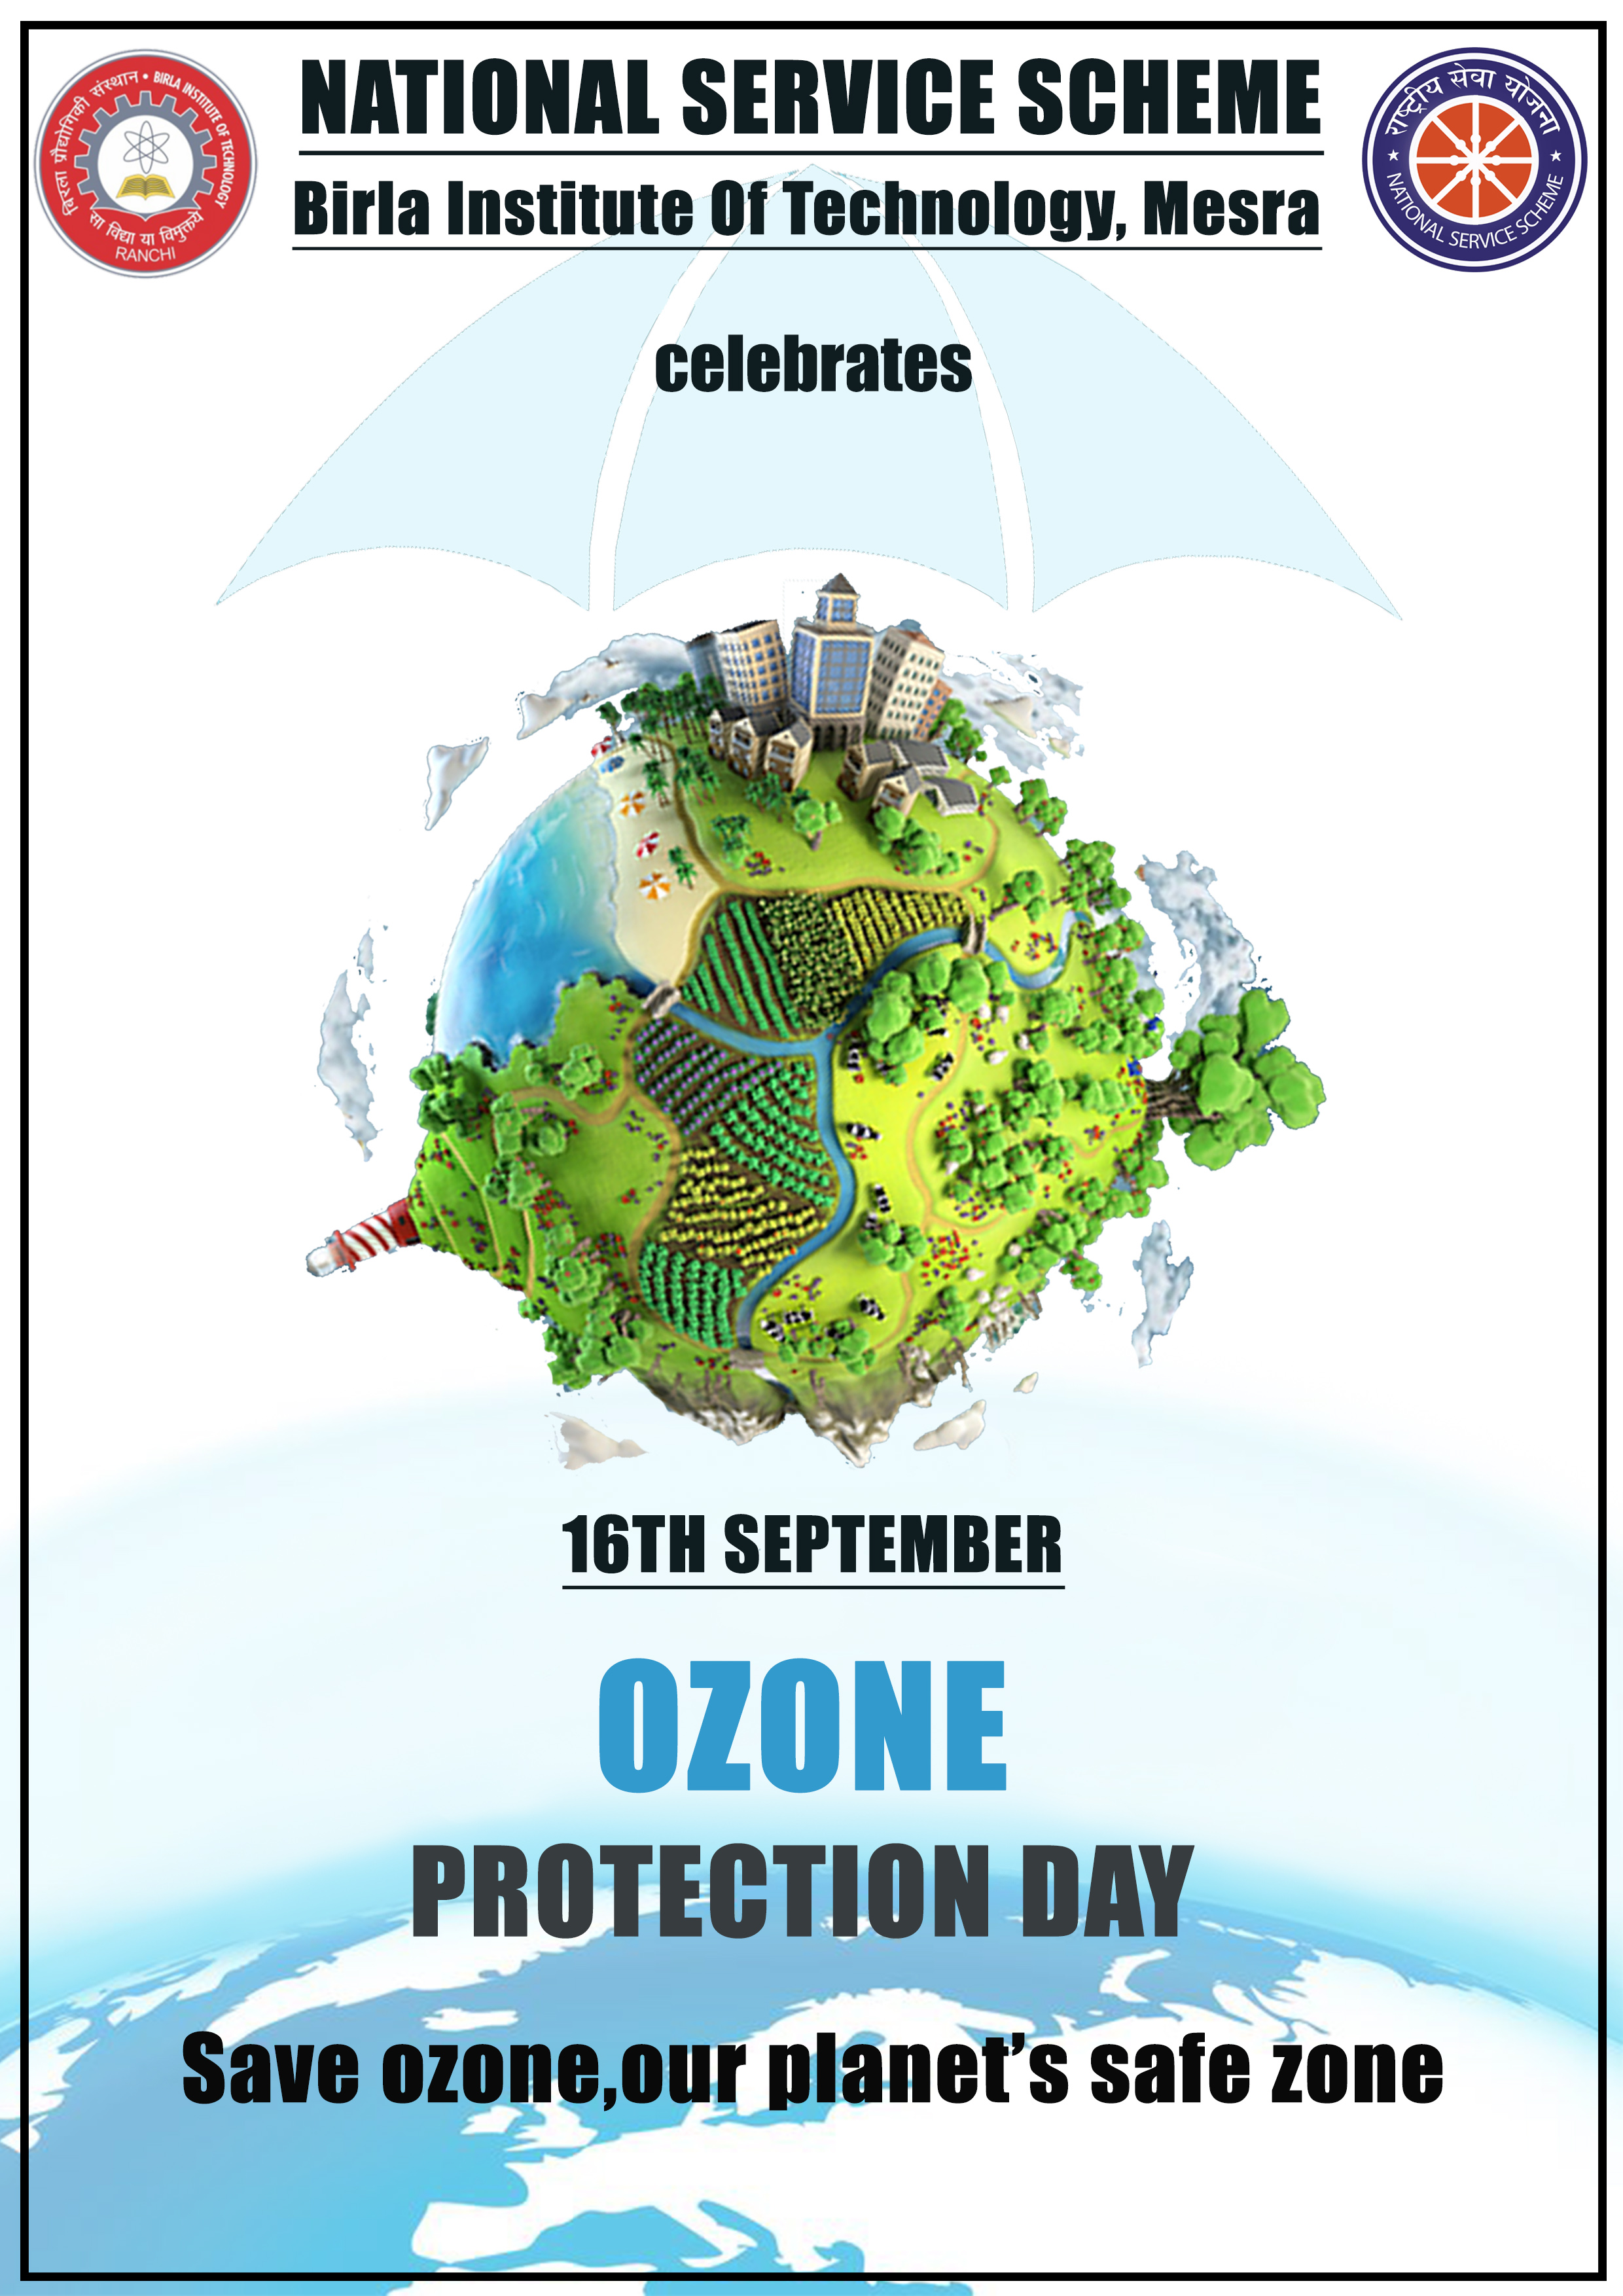 बिरला प्रौद्योगिकी संस्थान • BIRLA INSTITUTE OF TECHNOLOGY
सा विद्या या विमुक्तये
RANCHI
NATIONAL SERVICE SCHEME
Birla Institute Of Technology, Mesra
राष्ट्रीय सेवा योजना
NATIONAL SERVICE SCHEME
celebrates
16TH SEPTEMBER
OZONE
PROTECTION DAY
Save ozone,our planet’s safe zone